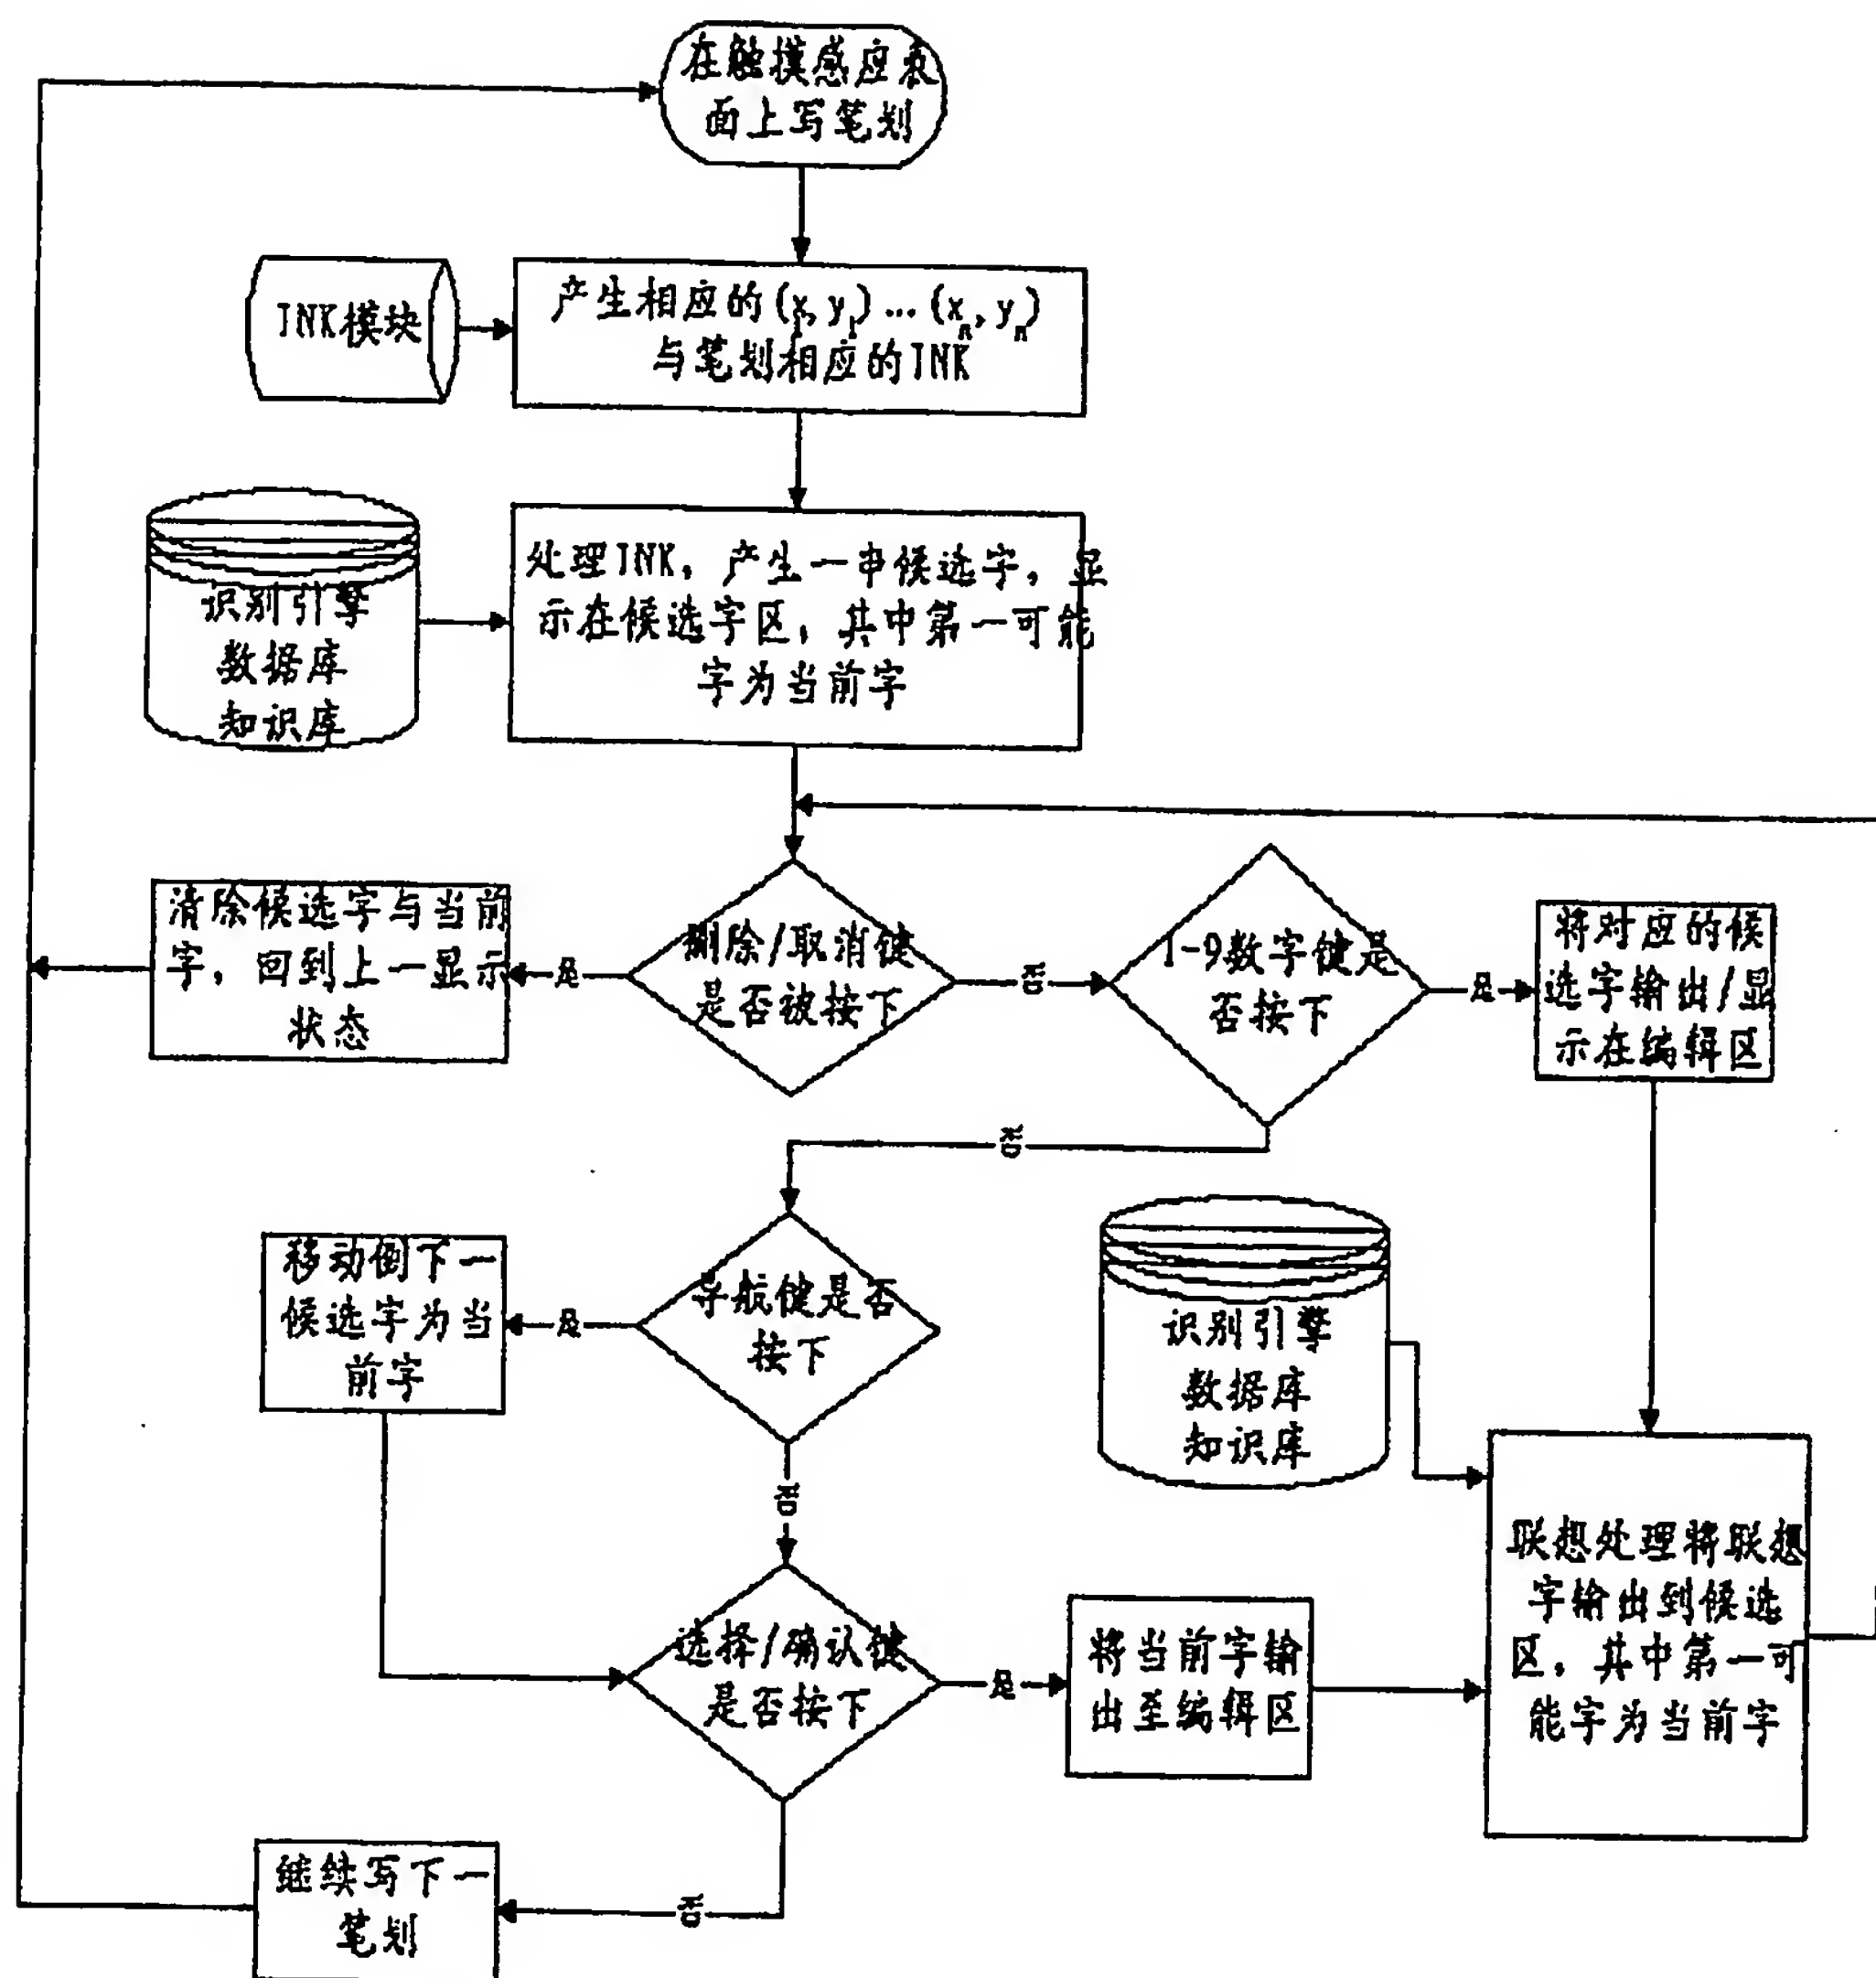 在触摸感应表
面上写笔划
INK模块
产生相应的(x₁,y₁)…(xₙ,yₙ)
与笔划相应的INK
识别引擎
数据库
知识库
处理INK，产生一串候选字，显
示在候选字区，其中第一可能
字为当前字
清除候选字与当前
字，回到上一显示
状态
是
删除/取消键
是否被按下
否
1-9数字键是
否按下
是
将对应的候
选字输出/显
示在编辑区
否
移动倒下一
候选字为当
前字
是
导航键是否
按下
识别引擎
数据库
知识库
否
选择/确认键
是否按下
是
将当前字输
出至编辑区
联想处理将联想
字输出到候选
区，其中第一可
能字为当前字
继续写下一
笔划
否